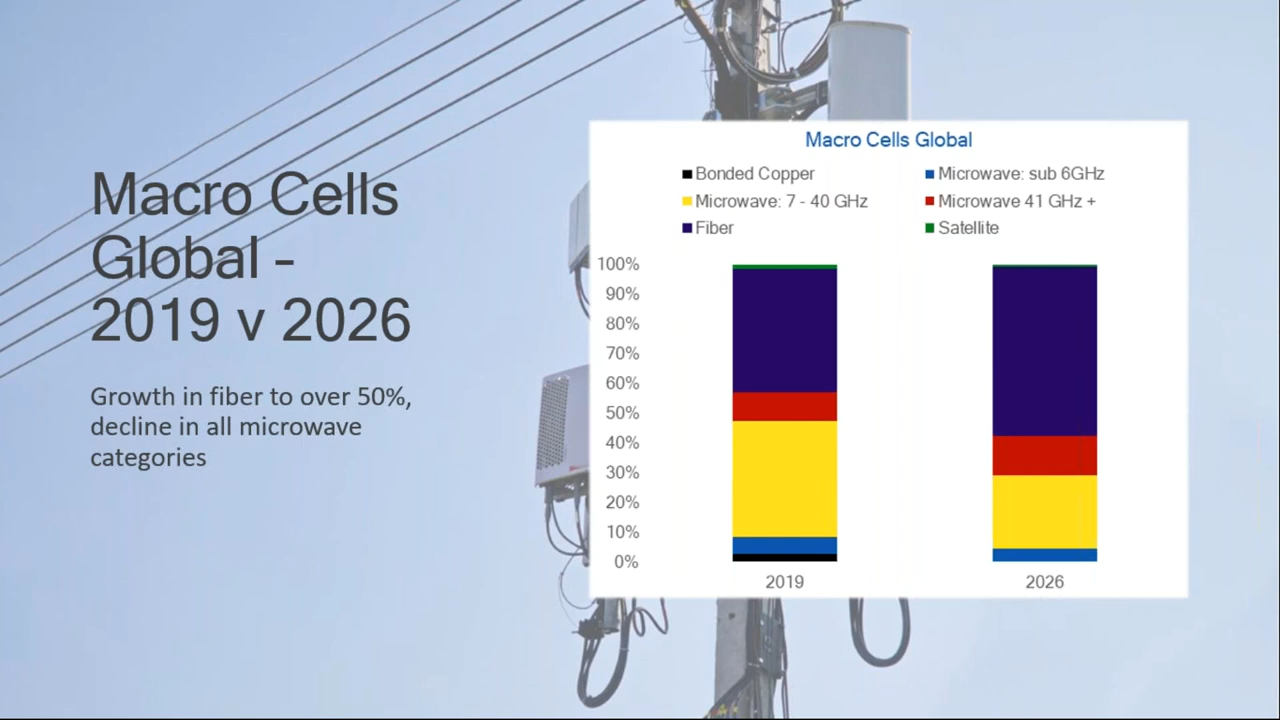 Macro Cells
Global -
2019 v 2026
Growth in fiber to over 50%,
decline in all microwave
categories
Macro Cells Global
Bonded Copper
Microwave: sub 6GHz
Microwave: 7 - 40 GHz
Microwave 41 GHz +
Fiber
Satellite
100%
90%
80%
70%
60%
50%
40%
30%
20%
10%
0%
2019
2026